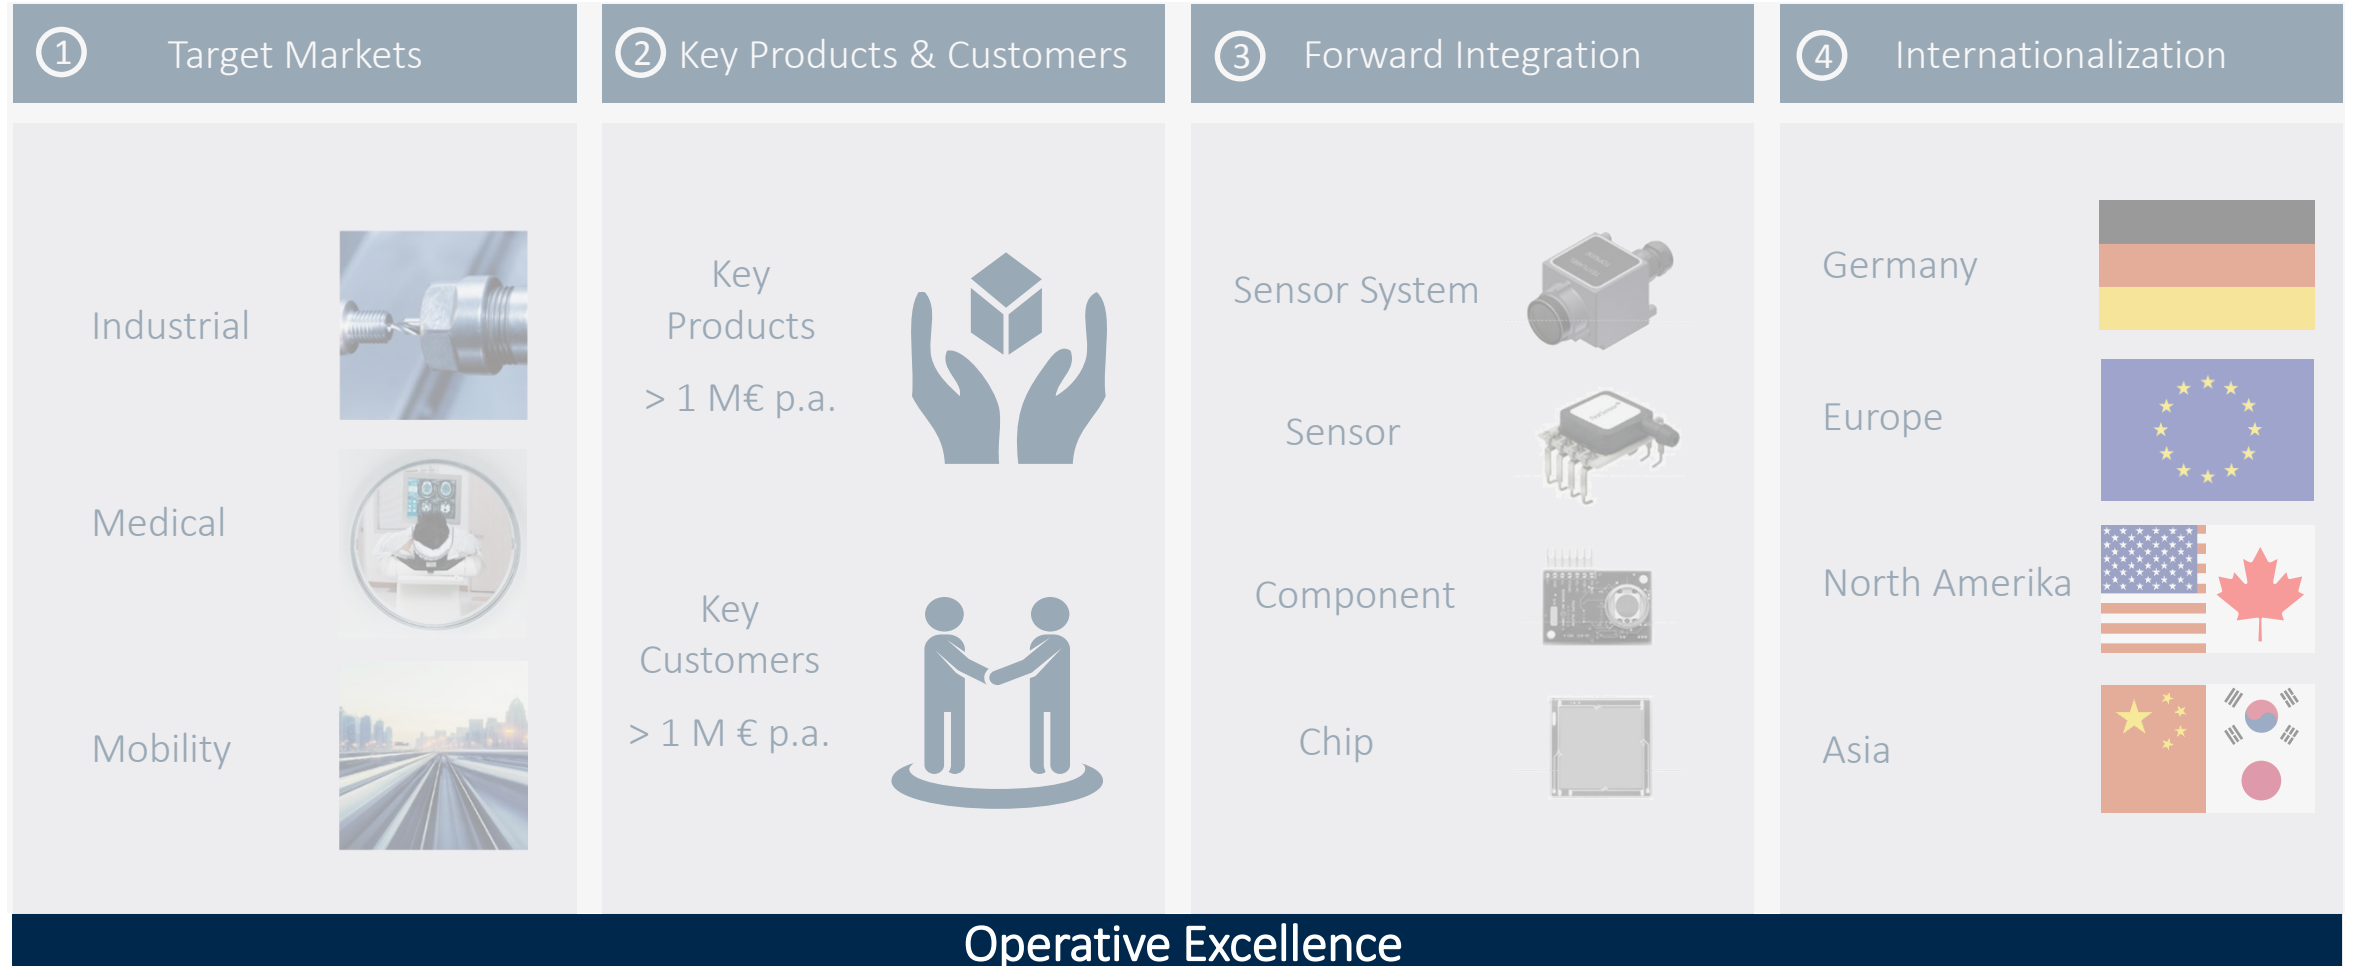 1 Target Markets
Industrial
Medical
Mobility
2 Key Products & Customers
Key
Products
> 1 M€ p.a.
Key
Customers
> 1 M € p.a.
3 Forward Integration
Sensor System
Sensor
Component
Chip
4 Internationalization
Germany
Europe
North Amerika
Asia
Operative Excellence